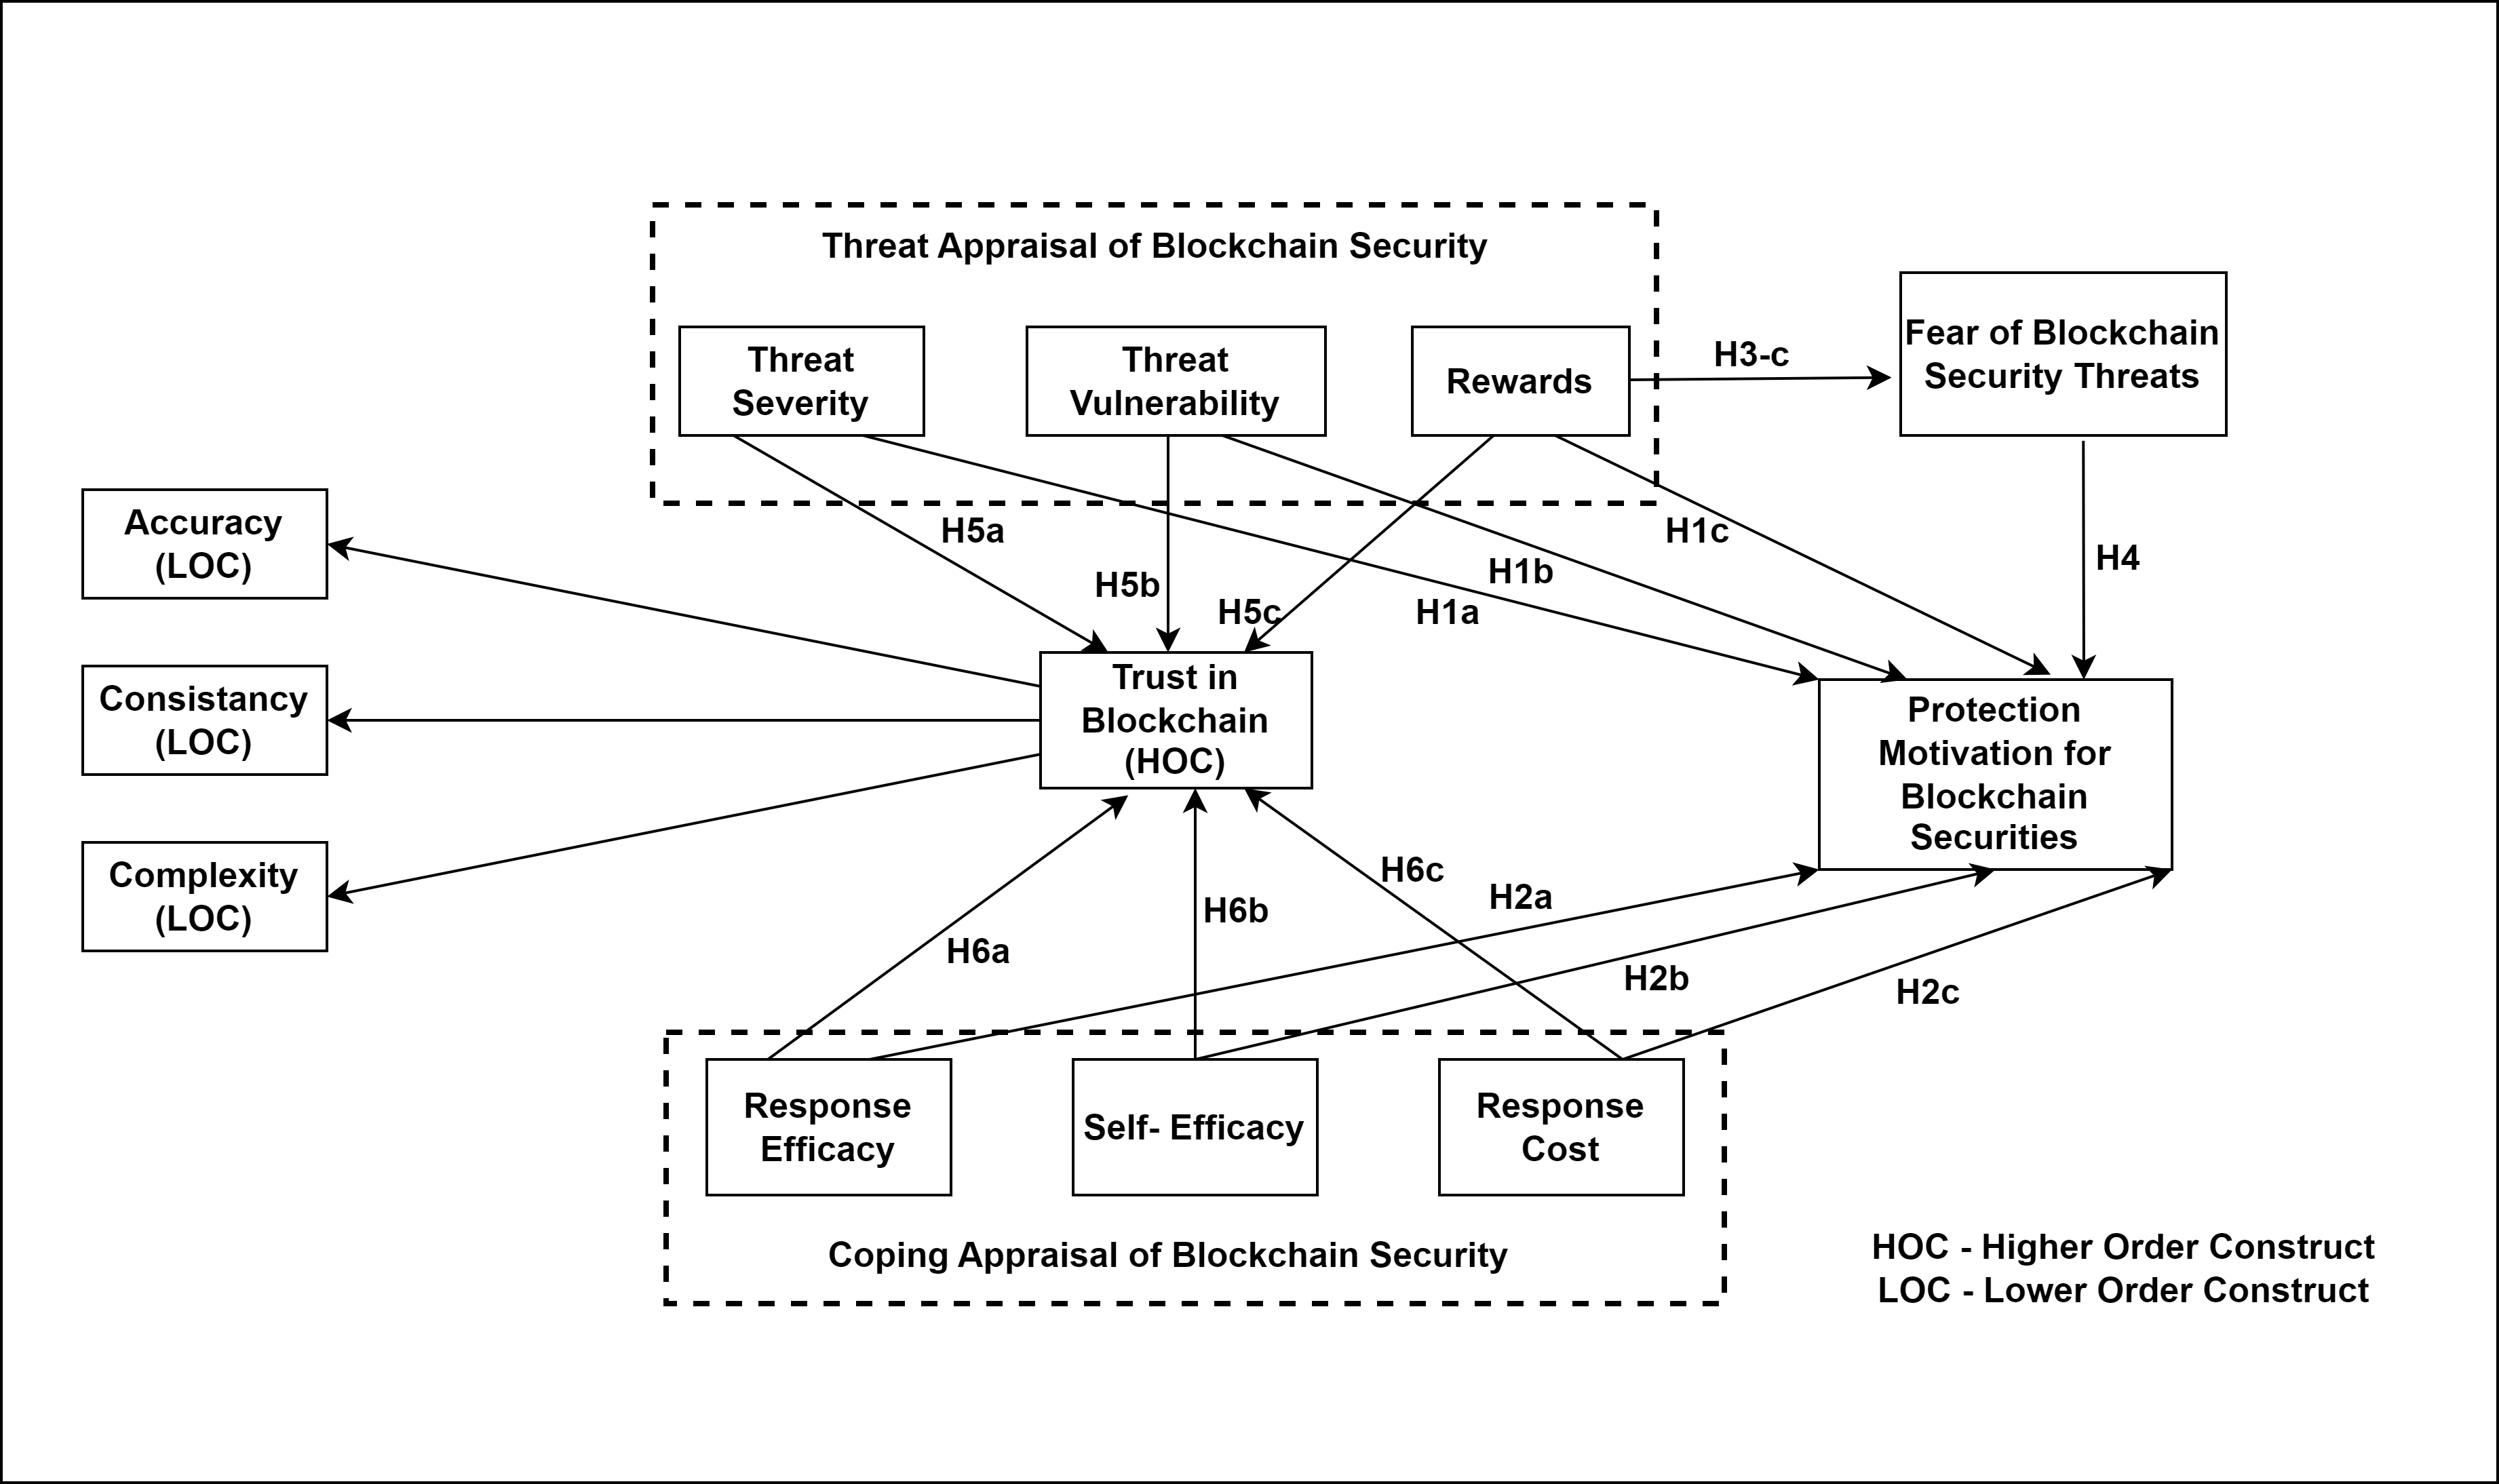 Threat Appraisal of Blockchain Security
Threat
Severity
Threat
Vulnerability
Rewards
H3-c
Fear of Blockchain
Security Threats
H5a
H5b
H5c
H1a
H1b
H1c
H4
Accuracy
(LOC)
Consistancy
(LOC)
Complexity
(LOC)
Trust in
Blockchain
(HOC)
Protection
Motivation for
Blockchain
Securities
H6a
H6b
H6c
H2a
H2b
H2c
Response
Efficacy
Self- Efficacy
Response
Cost
Coping Appraisal of Blockchain Security
HOC - Higher Order Construct
LOC - Lower Order Construct